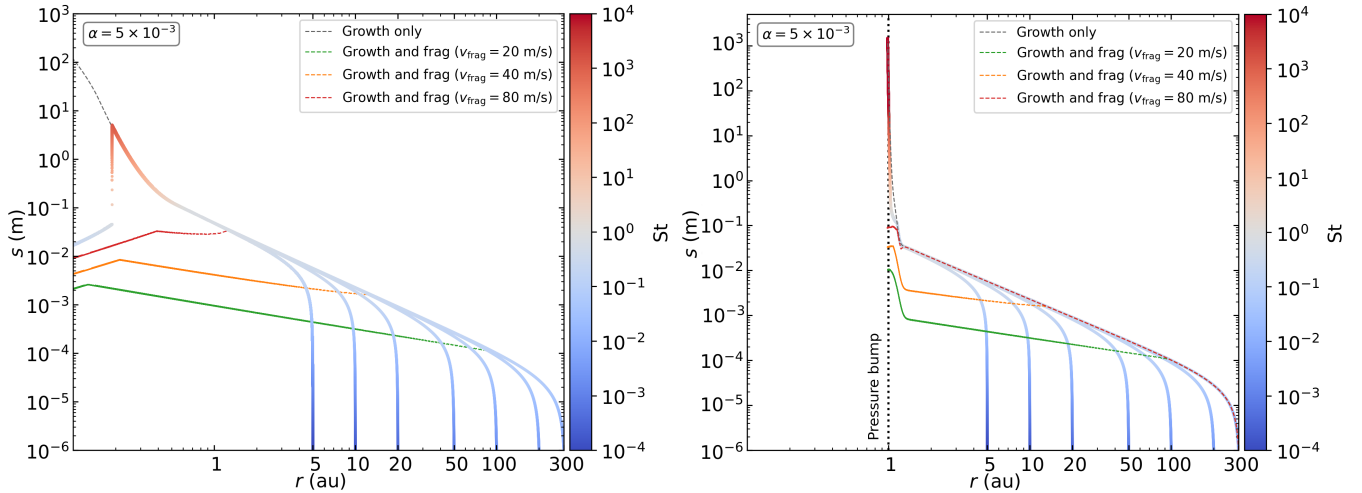 α = 5 × 10⁻³
Growth only
Growth and frag (v_frag = 20 m/s)
Growth and frag (v_frag = 40 m/s)
Growth and frag (v_frag = 80 m/s)
10³
10²
10¹
10⁰
10⁻¹
10⁻²
10⁻³
10⁻⁴
10⁻⁵
10⁻⁶
s (m)
1 5 10 20 50 100 300
r (au)
10⁴
10³
10²
10¹
10⁰
10⁻¹
10⁻²
10⁻³
10⁻⁴
St
α = 5 × 10⁻³
Growth only
Growth and frag (v_frag = 20 m/s)
Growth and frag (v_frag = 40 m/s)
Growth and frag (v_frag = 80 m/s)
Pressure bump
10³
10²
10¹
10⁰
10⁻¹
10⁻²
10⁻³
10⁻⁴
10⁻⁵
10⁻⁶
s (m)
1 5 10 20 50 100 300
r (au)
10⁴
10³
10²
10¹
10⁰
10⁻¹
10⁻²
10⁻³
10⁻⁴
St